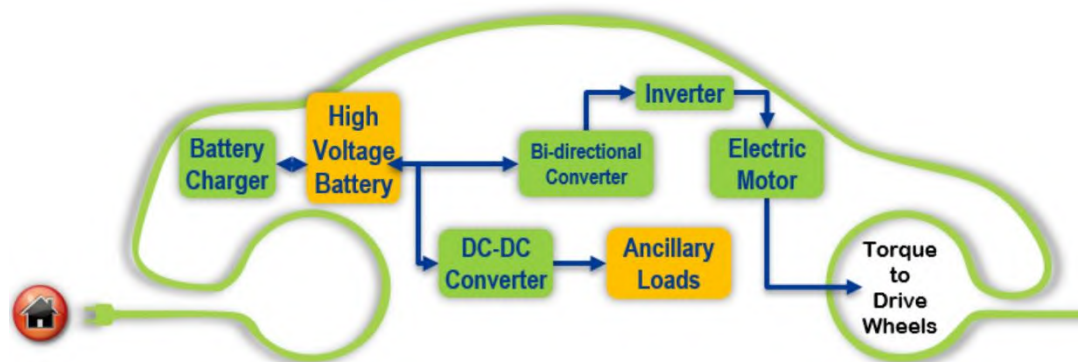 Battery
Charger
High
Voltage
Battery
Bi-directional
Converter
Inverter
Electric
Motor
DC-DC
Converter
Ancillary
Loads
Torque
to
Drive
Wheels